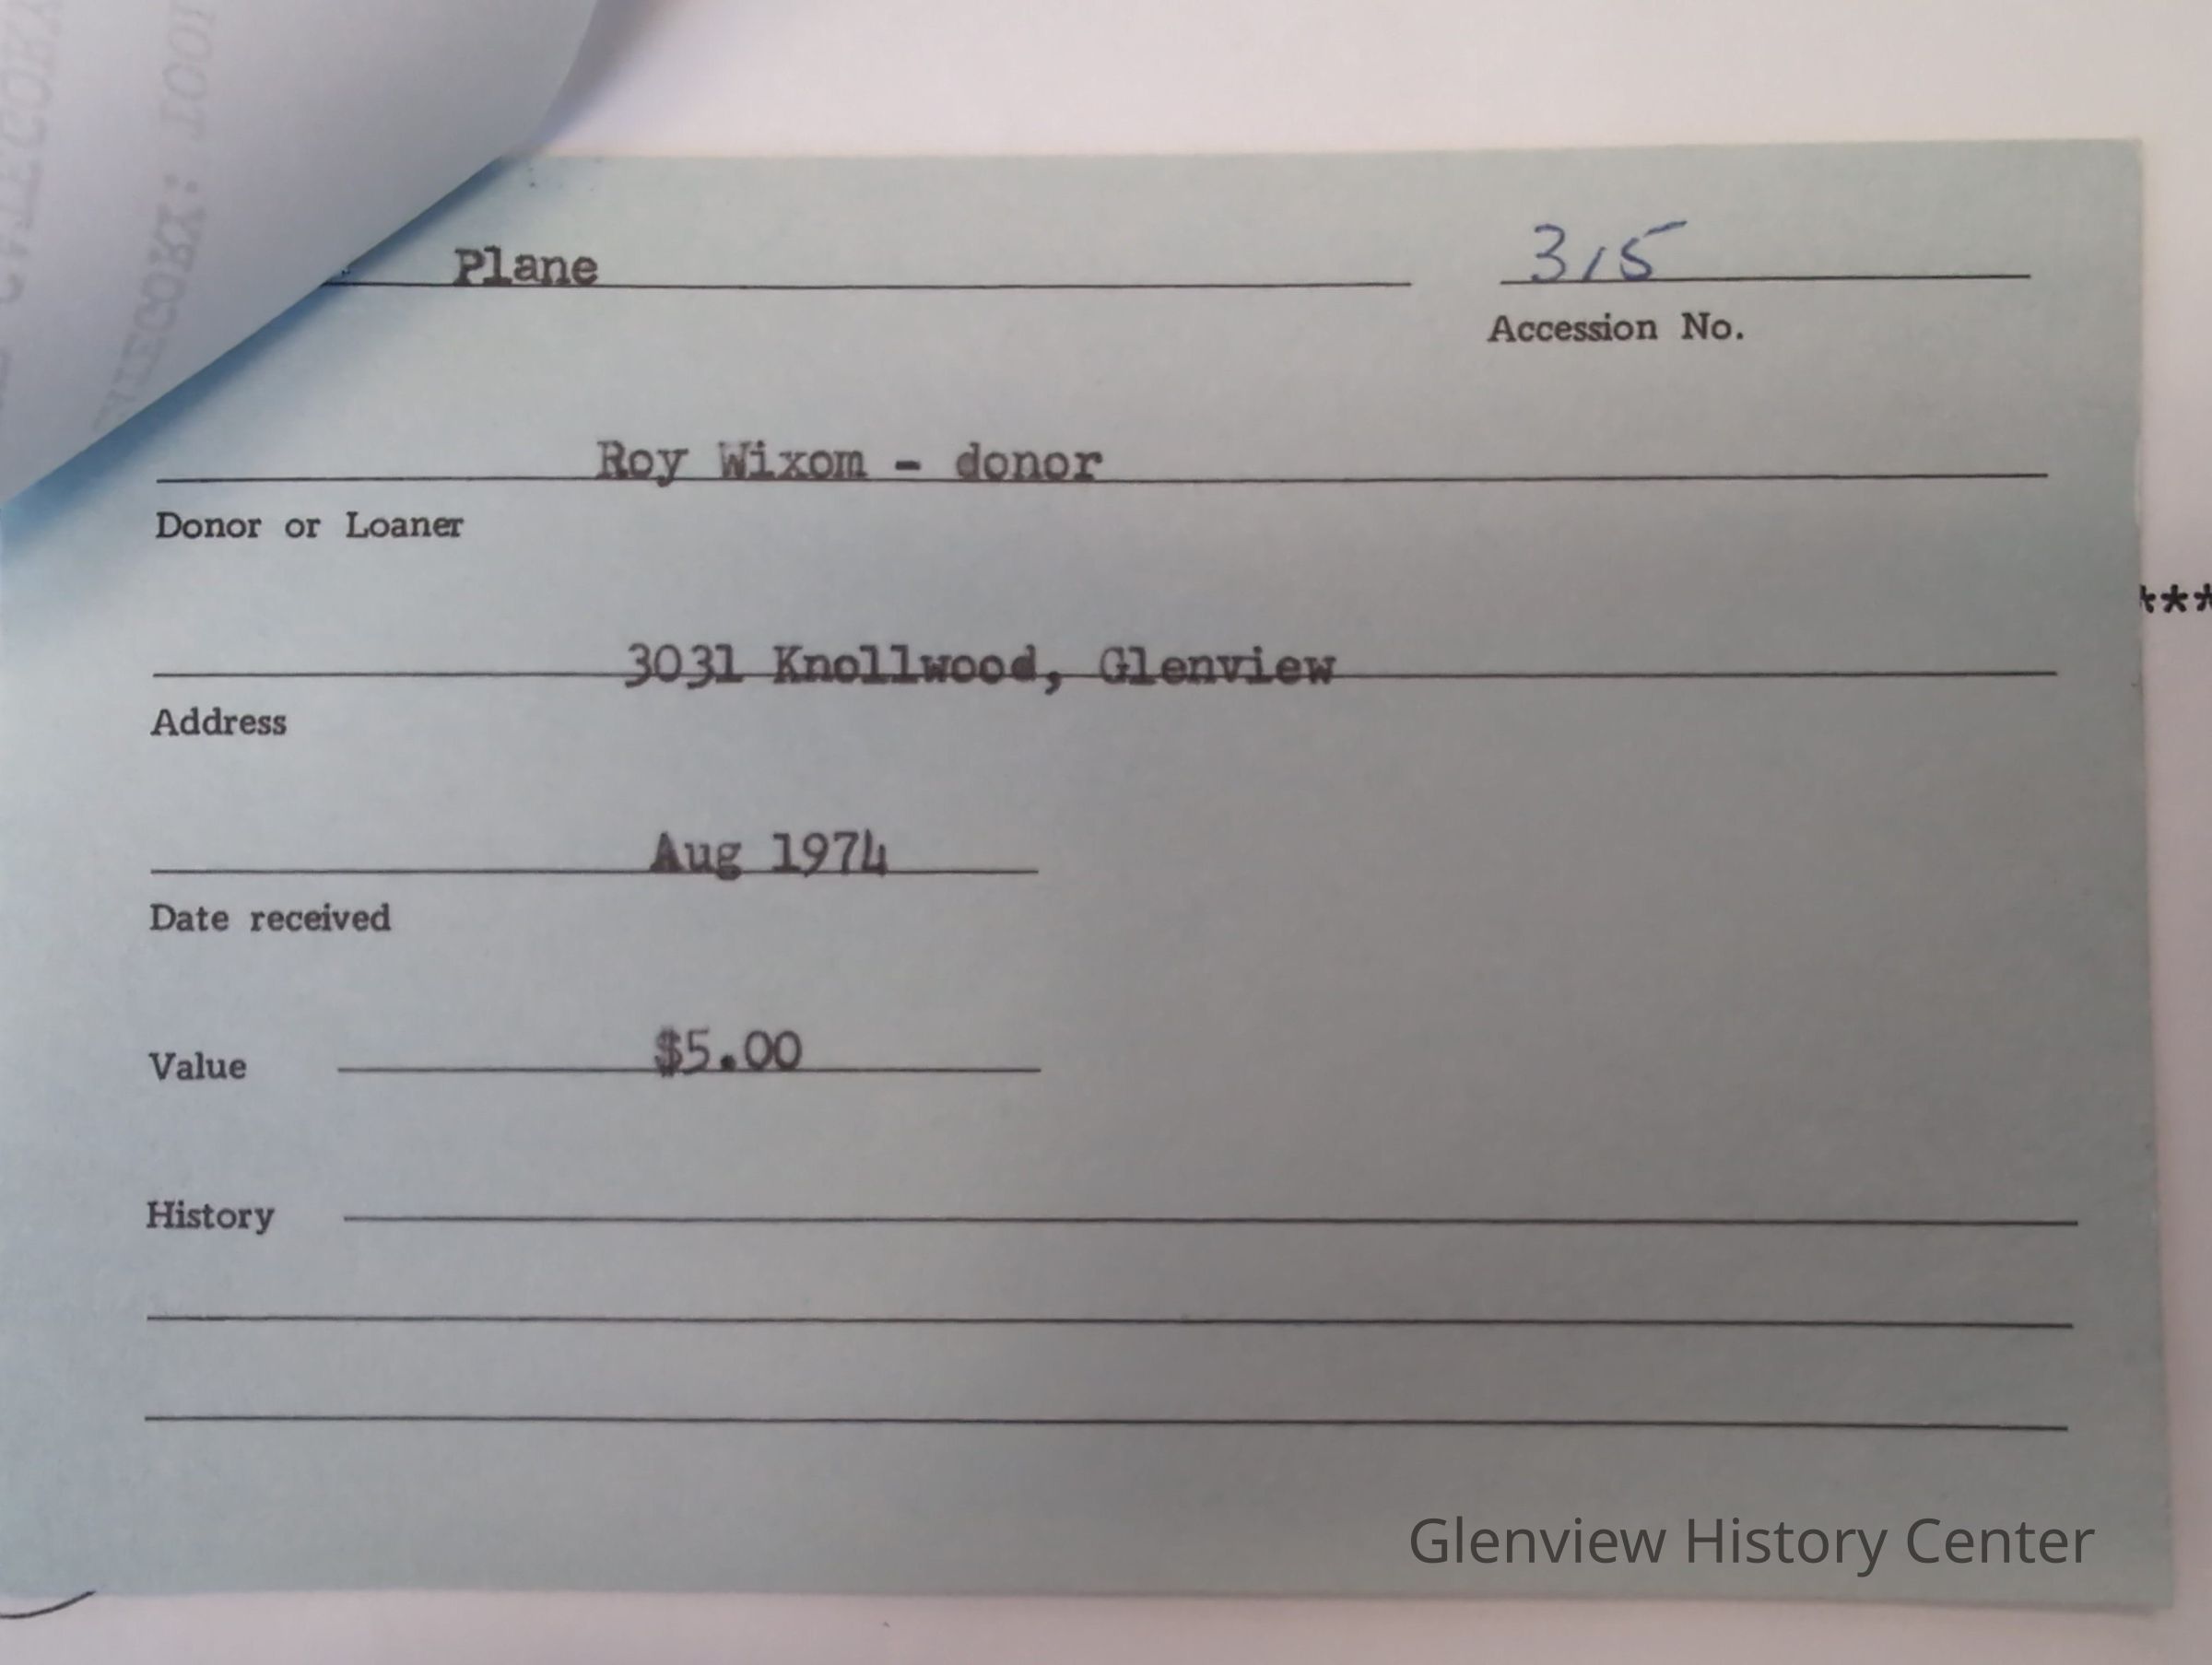 Plane 315
Accession No.
Roy Wixom - donor
Donor or Loaner
3031 Knollwood, Glenview
Address
***
Aug 1974
Date received
Value $5.00
History
Glenview History Center